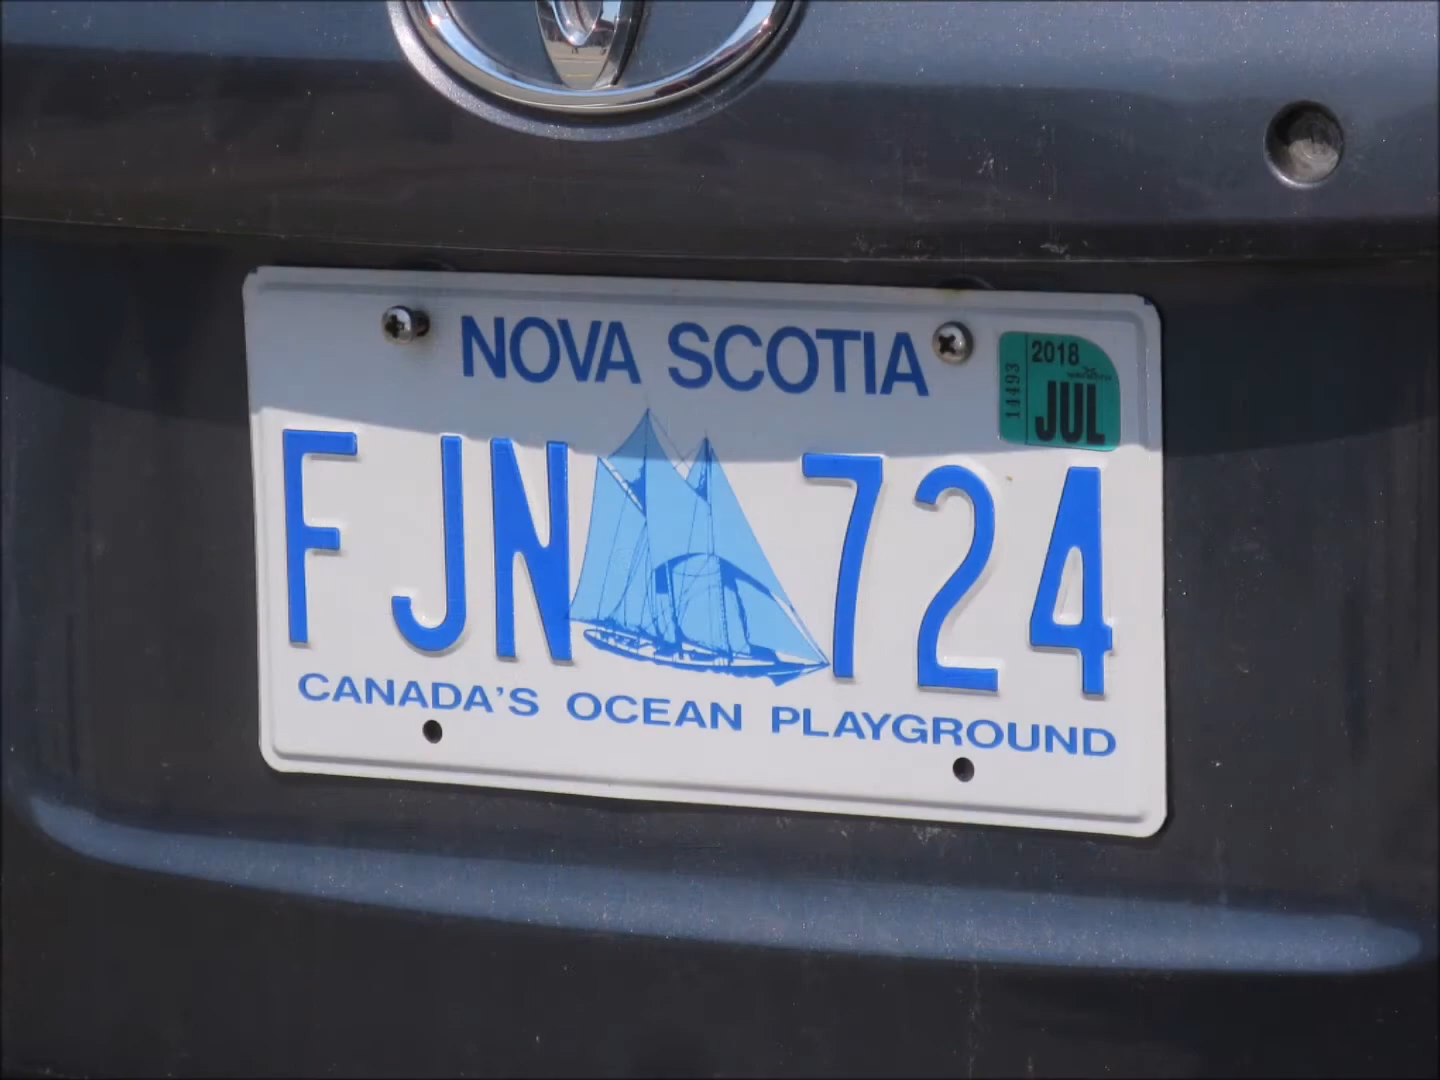 NOVA SCOTIA
2018
14493
JUL
FJN 724
CANADA'S OCEAN PLAYGROUND